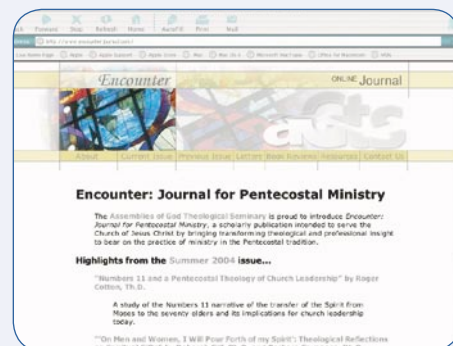 Forward Stop Refresh Home AutoFill Print Mail
Live Home Page Apple Apple Support Apple Store Mac Mac OS X Microsoft MacTopia Office for Macintosh MSN
Encounter ONLINE Journal
agts
About Current Issue Previous Issue Letters Book Reviews Resources Contact Us
Encounter: Journal for Pentecostal Ministry
The Assemblies of God Theological Seminary is proud to introduce Encounter:
Journal for Pentecostal Ministry, a scholarly publication intended to serve the
Church of Jesus Christ by bringing transforming theological and professional insight
to bear on the practice of ministry in the Pentecostal tradition.
Highlights from the Summer 2004 issue...
"Numbers 11 and a Pentecostal Theology of Church Leadership" by Roger
Cotton, Th.D.
A study of the Numbers 11 narrative of the transfer of the Spirit from
Moses to the seventy elders and its implications for church leadership
today.
"'On Men and Women, I Will Pour Forth of my Spirit': Theological Reflections